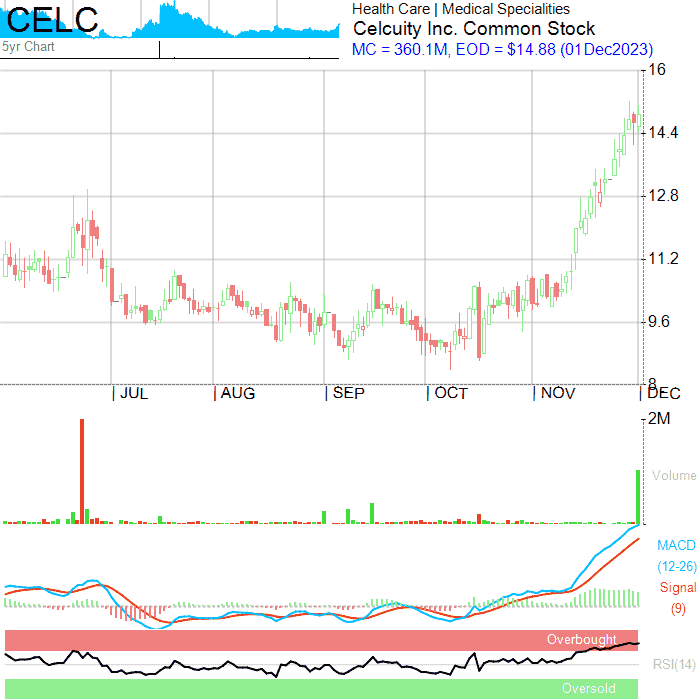 CELC
Health Care | Medical Specialities
Celcuity Inc. Common Stock
MC = 360.1M, EOD = $14.88 (01Dec2023)
5yr Chart
16
14.4
12.8
11.2
9.6
8
JUL AUG SEP OCT NOV DEC
2M
Volume
MACD
(12-26)
Signal
(9)
Overbought
RSI(14)
Oversold